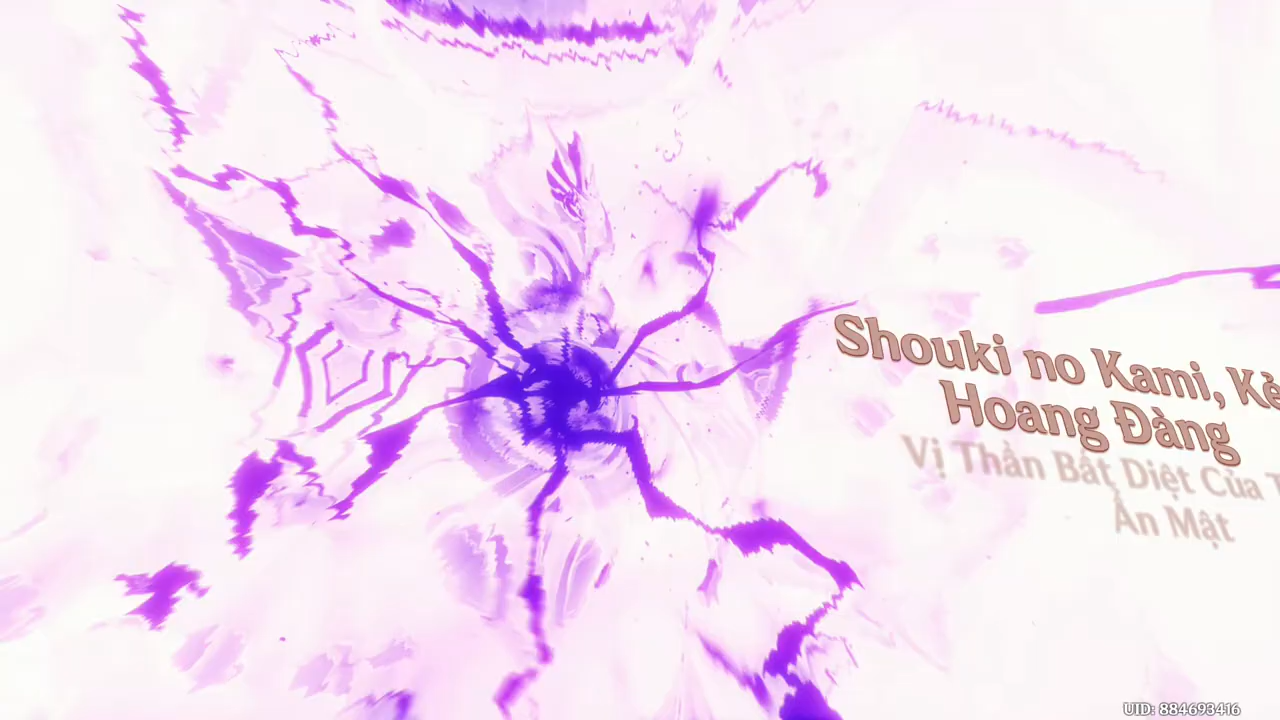 Shouki no Kami, Kẻ
Hoang Đàng
Vị Thần Bất Diệt Của
Ẩn Mật
UID: 884693416